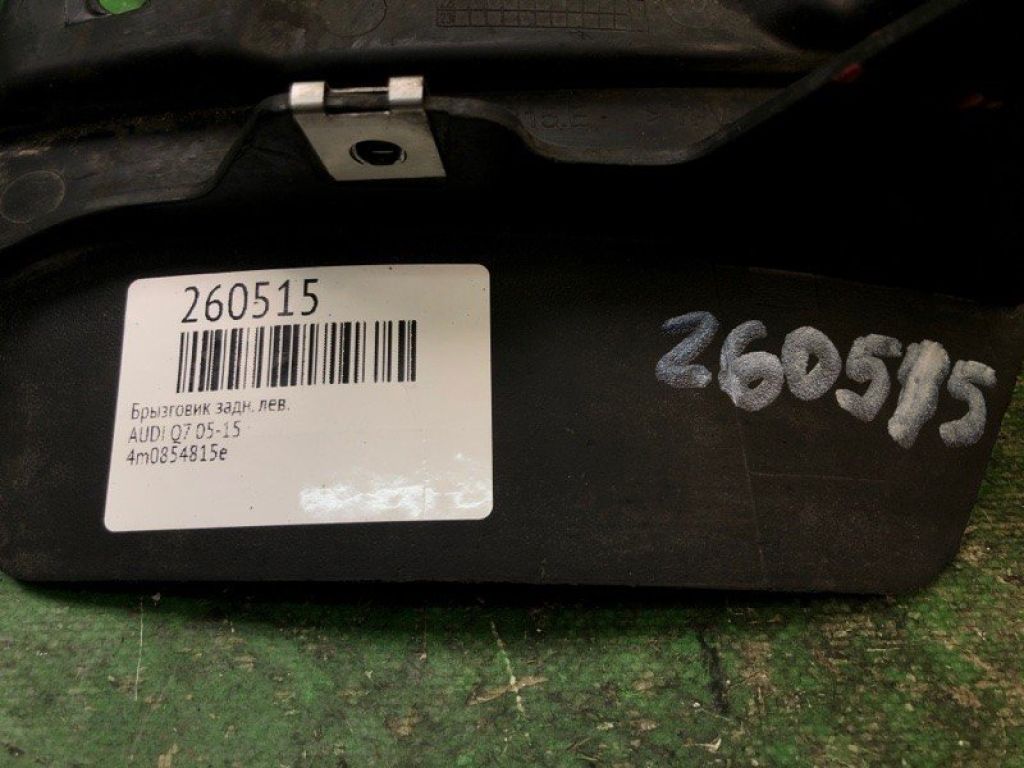 260515
Брызговик задн. лев.
AUDI Q7 05-15
4m0854815e
260515